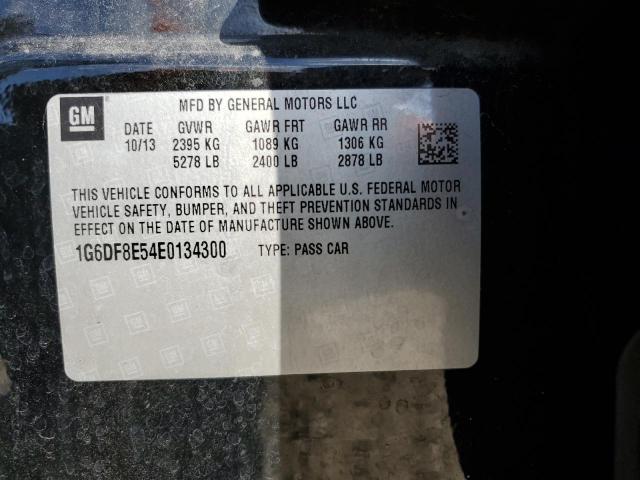 GM
MFD BY GENERAL MOTORS LLC
DATE GVWR GAWR FRT GAWR RR
10/13 2395 KG 1089 KG 1306 KG
5278 LB 2400 LB 2878 LB
THIS VEHICLE CONFORMS TO ALL APPLICABLE U.S. FEDERAL MOTOR
VEHICLE SAFETY, BUMPER, AND THEFT PREVENTION STANDARDS IN
EFFECT ON THE DATE OF MANUFACTURE SHOWN ABOVE.
1G6DF8E54E0134300 TYPE: PASS CAR